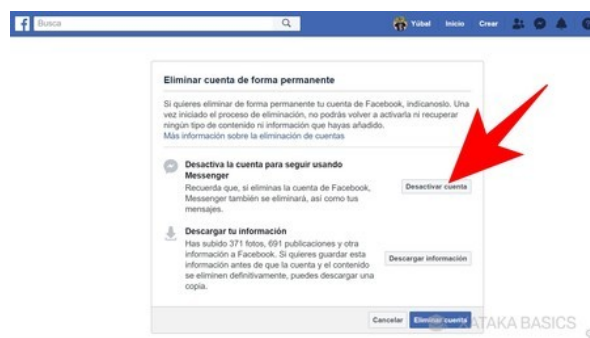 f Busca Yúbal Inicio Crear
Eliminar cuenta de forma permanente
Si quieres eliminar de forma permanente tu cuenta de Facebook, indícanoslo. Una
vez iniciado el proceso de eliminación, no podrás volver a activarla ni recuperar
ningún tipo de contenido ni información que hayas añadido.
Más información sobre la eliminación de cuentas
Desactiva la cuenta para seguir usando
Messenger
Recuerda que, si eliminas la cuenta de Facebook,
Messenger también se eliminará, así como tus
mensajes.
Desactivar cuenta
Descargar tu información
Has subido 371 fotos, 691 publicaciones y otra
información a Facebook. Si quieres guardar esta
información antes de que la cuenta y el contenido
se eliminen definitivamente, puedes descargar una
copia.
Descargar información
Cancelar Eliminar cuenta
XATAKA BASICS